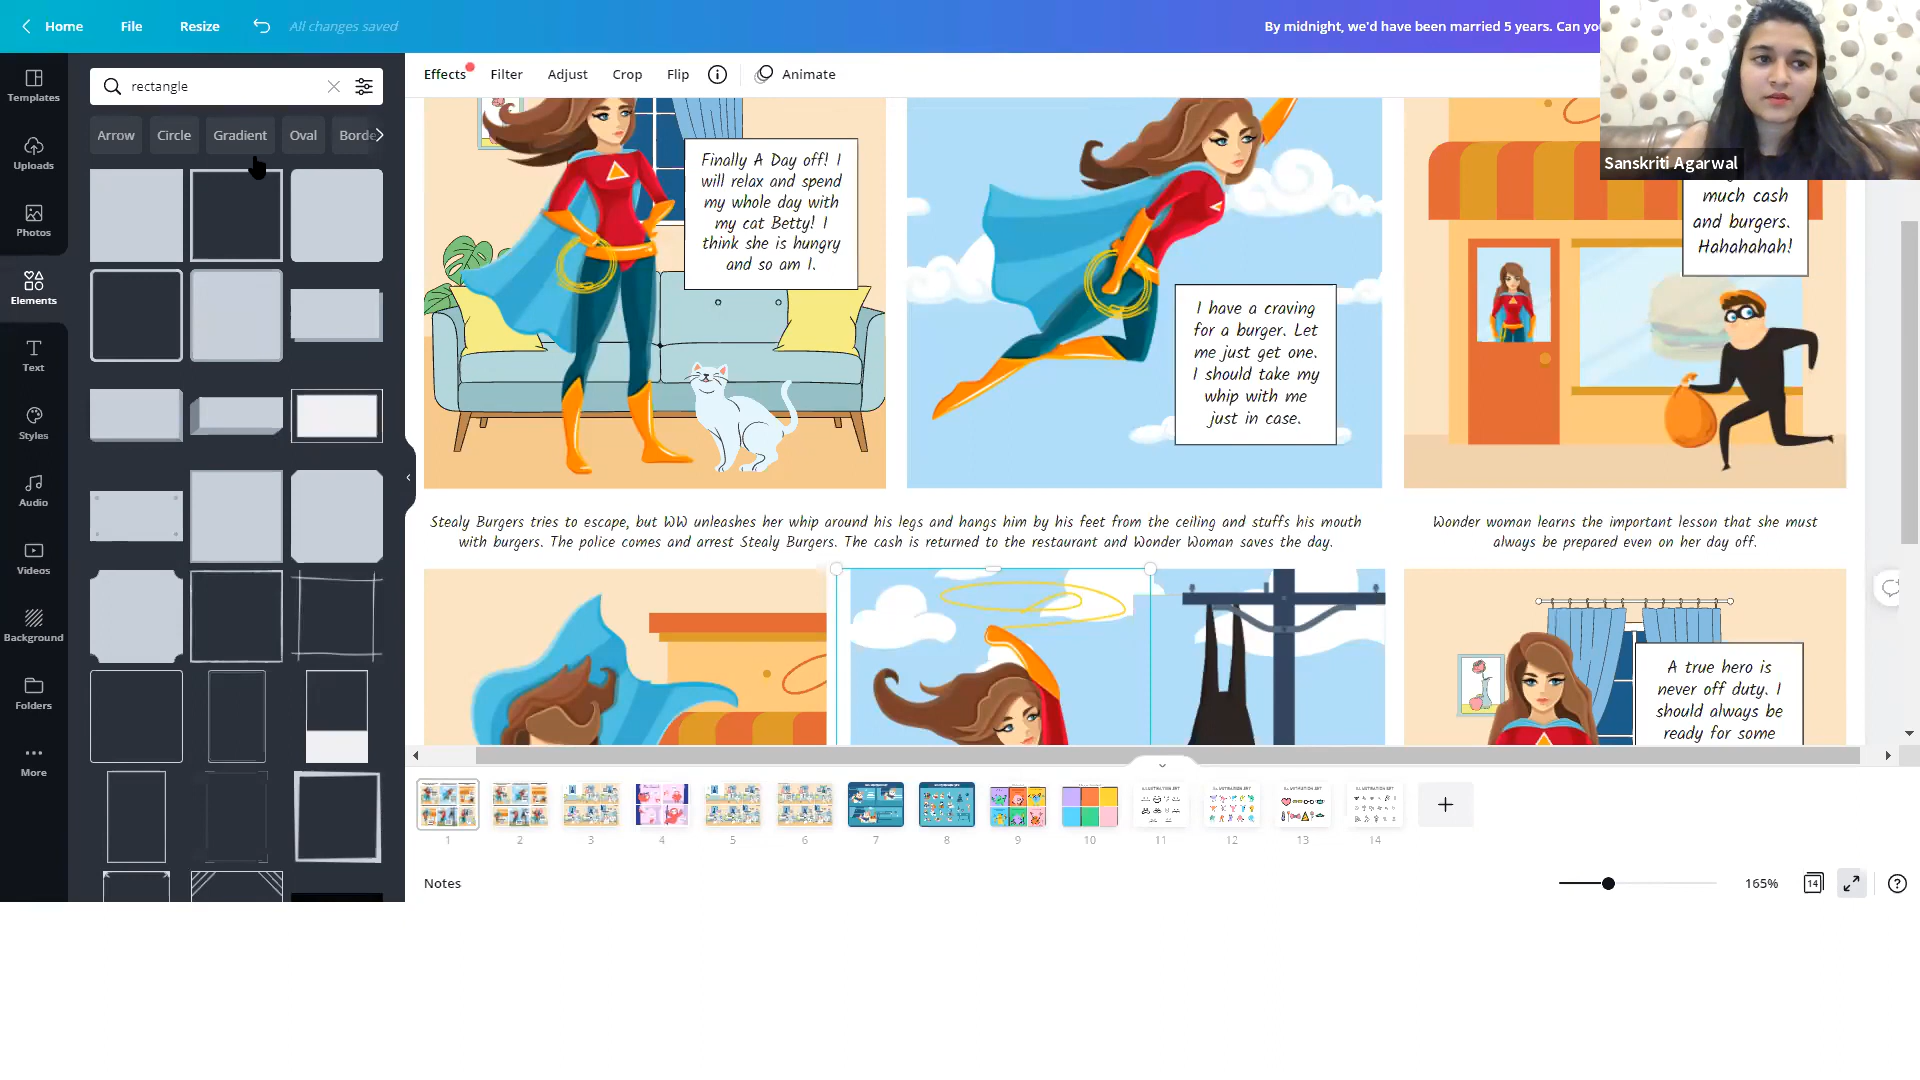 Home File Resize All changes saved By midnight, we'd have been married 5 years. Can
Effects Filter Adjust Crop Flip Animate
Templates
Uploads
Photos
Elements
Text
Styles
Audio
Videos
Background
Folders
More
rectangle
Arrow Circle Gradient Oval
Finally A Day off! I
will relax and spend
my whole day with
my cat Betty! I
think she is hungry
and so am I.
I have a craving
for a burger. Let
me just get one.
I should take my
whip with me
just in case.
much cash
and burgers.
Hahahahah!
Sanskriti Agarwal
Stealy Burgers tries to escape, but WW unleashes her whip around his legs and hangs him by his feet from the ceiling and stuffs his mouth
with burgers. The police comes and arrest Stealy Burgers. The cash is returned to the restaurant and Wonder Woman saves the day.
Wonder woman learns the important lesson that she must
always be prepared even on her day off.
A true hero is
never off duty. I
should always be
ready for some
1 2 3 4 5 6 7 8 9 10 11 12 13 14
Notes
165%
14